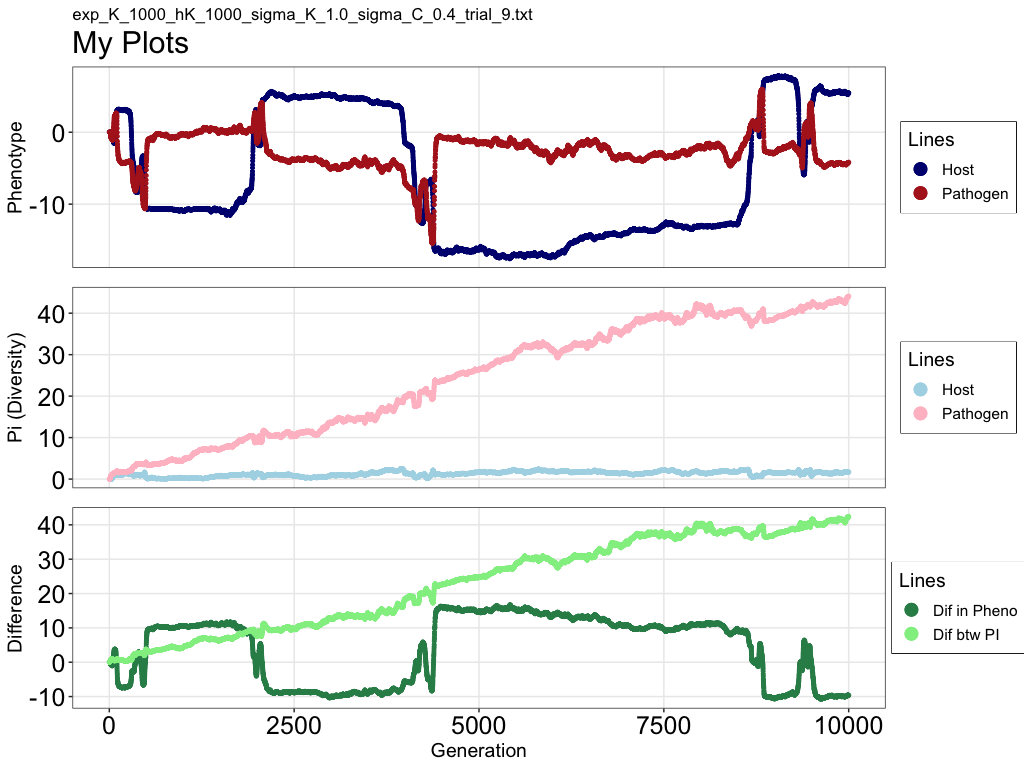 exp_K_1000_hK_1000_sigma_K_1.0_sigma_C_0.4_trial_9.txt
My Plots
Phenotype
0
-10
Lines
Host
Pathogen
Pi (Diversity)
40
30
20
10
0
Lines
Host
Pathogen
Difference
40
30
20
10
0
-10
Lines
Dif in Pheno
Dif btw PI
0 2500 5000 7500 10000
Generation